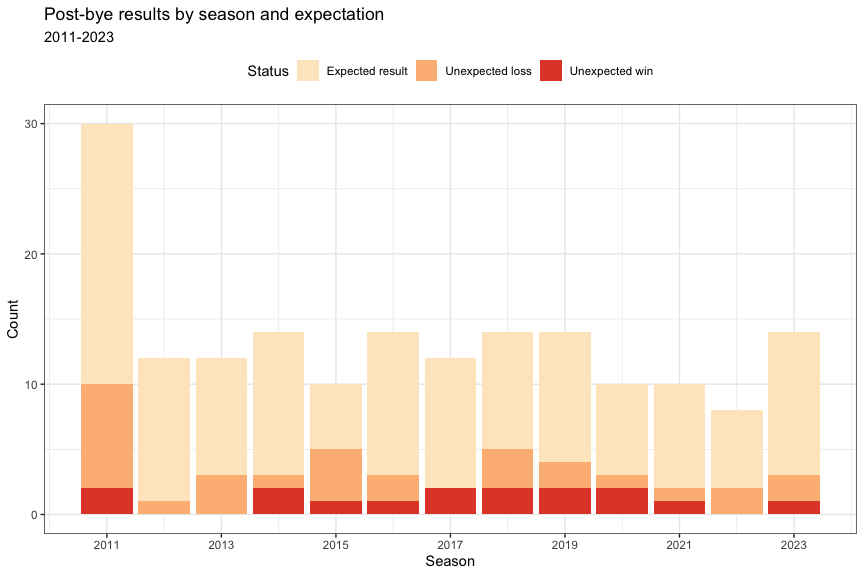 Post-bye results by season and expectation
2011-2023
Status Expected result Unexpected loss Unexpected win
30
20
10
0
Count
2011 2013 2015 2017 2019 2021 2023
Season